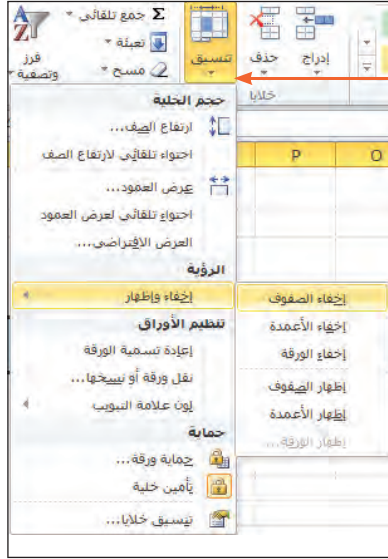 Σ جمع تلقائي
تعبئة
مسح
فرز
وتصفية
تنسيق
حذف
إدراج
خلايا
حجم الخلية
ارتفاع الصف...
احتواء تلقائي لارتفاع الصف
عرض العمود...
احتواء تلقائي لعرض العمود
العرض الافتراضي...
الرؤية
إخفاء وإظهار
تنظيم الأوراق
إعادة تسمية الورقة
نقل ورقة أو نسخها...
لون علامة التبويب
حماية
حماية ورقة...
تأمين خلية
تنسيق خلايا...
P
O
إخفاء الصفوف
إخفاء الأعمدة
إخفاء الورقة
إظهار الصفوف
إظهار الأعمدة
إظهار الورقة...